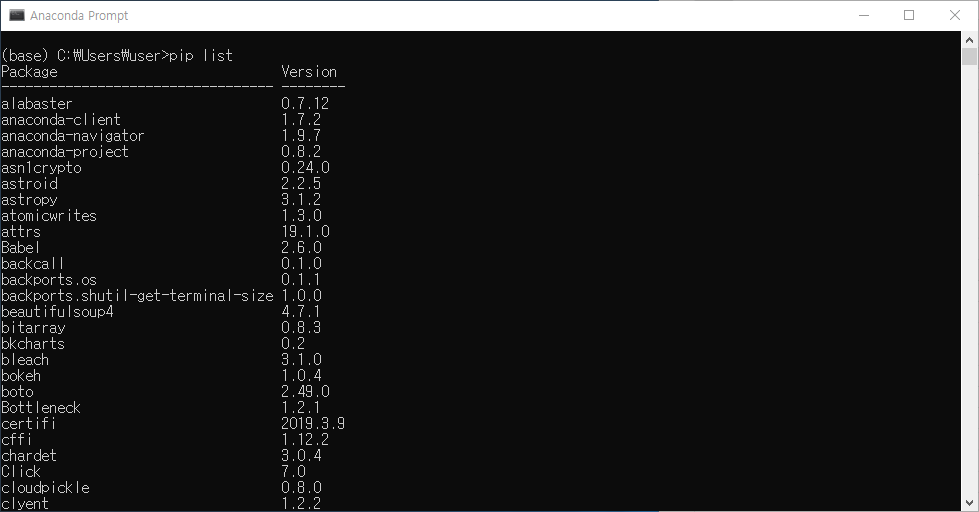 Anaconda Prompt
(base) C:₩Users₩user>pip list
Package Version
---------------------------------- --------
alabaster 0.7.12
anaconda-client 1.7.2
anaconda-navigator 1.9.7
anaconda-project 0.8.2
asn1crypto 0.24.0
astroid 2.2.5
astropy 3.1.2
atomicwrites 1.3.0
attrs 19.1.0
Babel 2.6.0
backcall 0.1.0
backports.os 0.1.1
backports.shutil-get-terminal-size 1.0.0
beautifulsoup4 4.7.1
bitarray 0.8.3
bkcharts 0.2
bleach 3.1.0
bokeh 1.0.4
boto 2.49.0
Bottleneck 1.2.1
certifi 2019.3.9
cffi 1.12.2
chardet 3.0.4
Click 7.0
cloudpickle 0.8.0
clyent 1.2.2